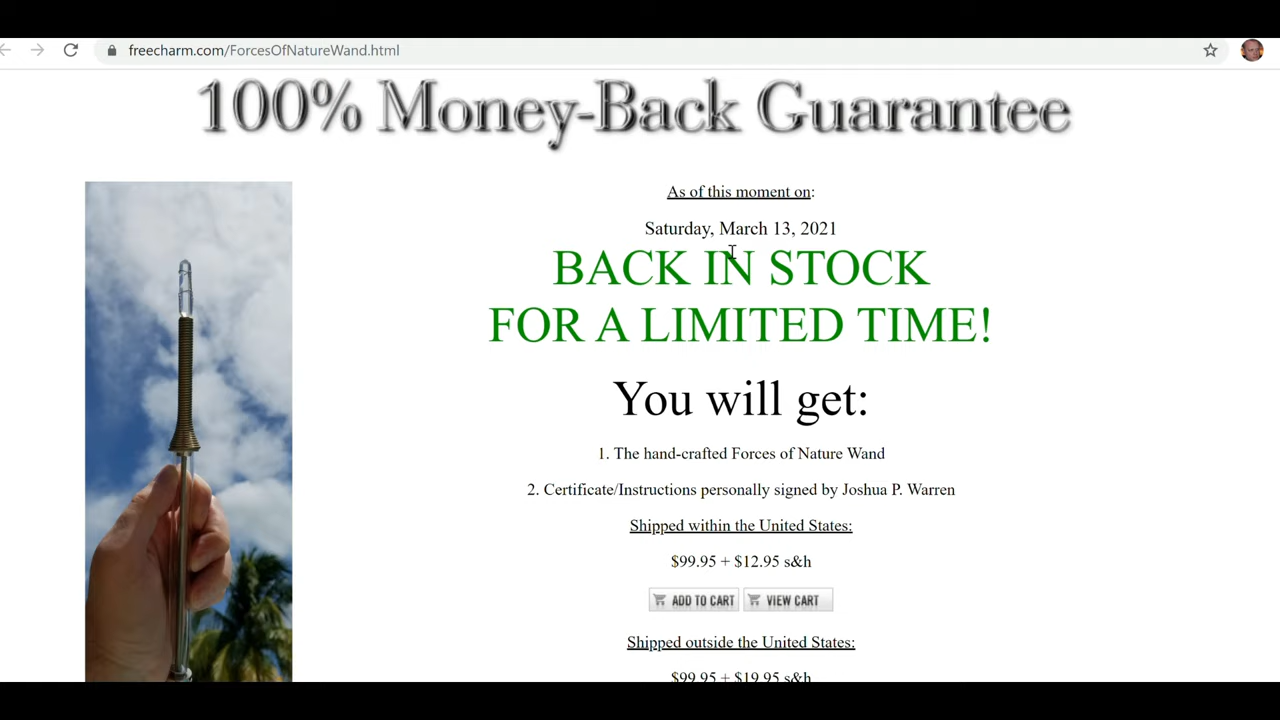 freecharm.com/ForcesOfNatureWand.html
100% Money-Back Guarantee
As of this moment on:
Saturday, March 13, 2021
BACK IN STOCK
FOR A LIMITED TIME!
You will get:
1. The hand-crafted Forces of Nature Wand
2. Certificate/Instructions personally signed by Joshua P. Warren
Shipped within the United States:
$99.95 + $12.95 s&h
ADD TO CART VIEW CART
Shipped outside the United States:
$99.95 + $19.95 s&h